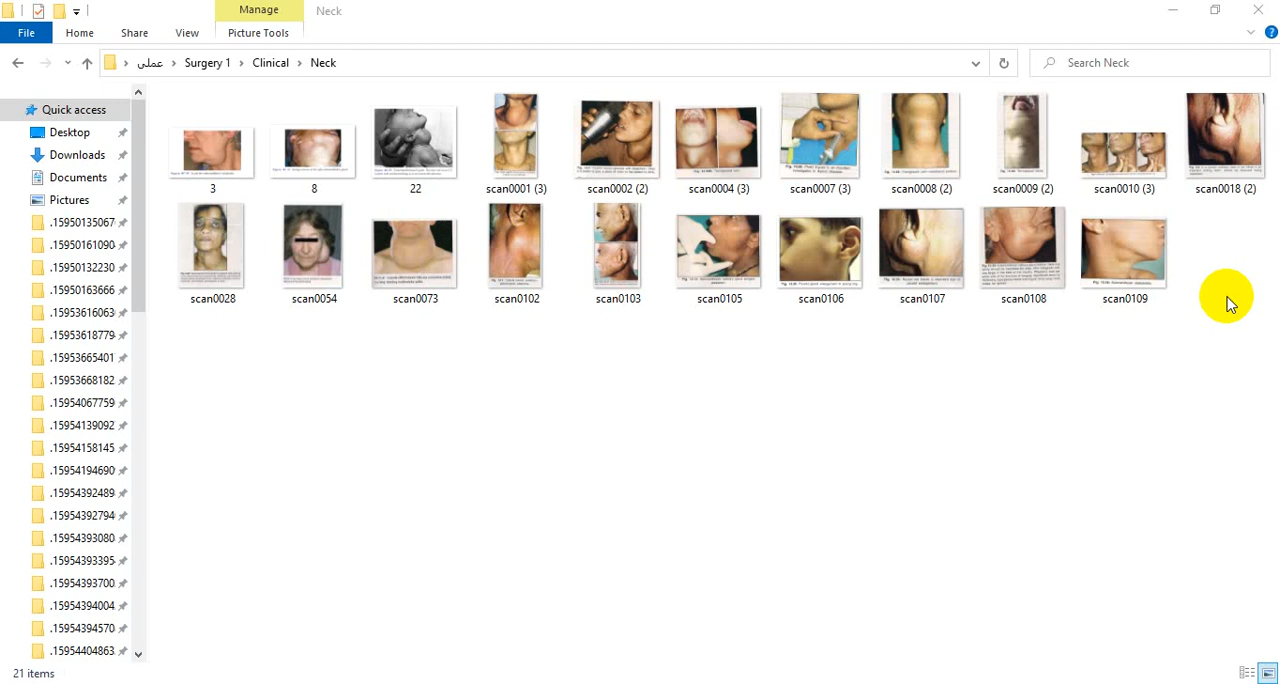 Manage
Neck
File
Home
Share
View
Picture Tools
عملى
Surgery 1
Clinical
Neck
Search Neck
Quick access
Desktop
Downloads
Documents
Pictures
.15950135067
.15950161090
.15950132230
.15950163666
.15953616063
.15953618779
.15953665401
.15953668182
.15954067759
.15954139092
.15954158145
.15954194690
.15954392489
.15954392794
.15954393080
.15954393395
.15954393700
.15954394004
.15954394570
.15954404863
3
8
22
scan0001 (3)
scan0002 (2)
scan0004 (3)
scan0007 (3)
scan0008 (2)
scan0009 (2)
scan0010 (3)
scan0018 (2)
scan0028
scan0054
scan0073
scan0102
scan0103
scan0105
scan0106
scan0107
scan0108
scan0109
21 items